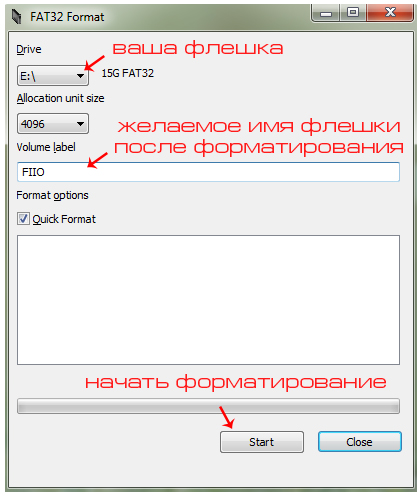 FAT32 Format
Drive
ваша флешка
E:\
15G FAT32
Allocation unit size
4096
желаемое имя флешки
Volume label
после форматирования
FIIO
Format options
Quick Format
начать форматирование
Start
Close